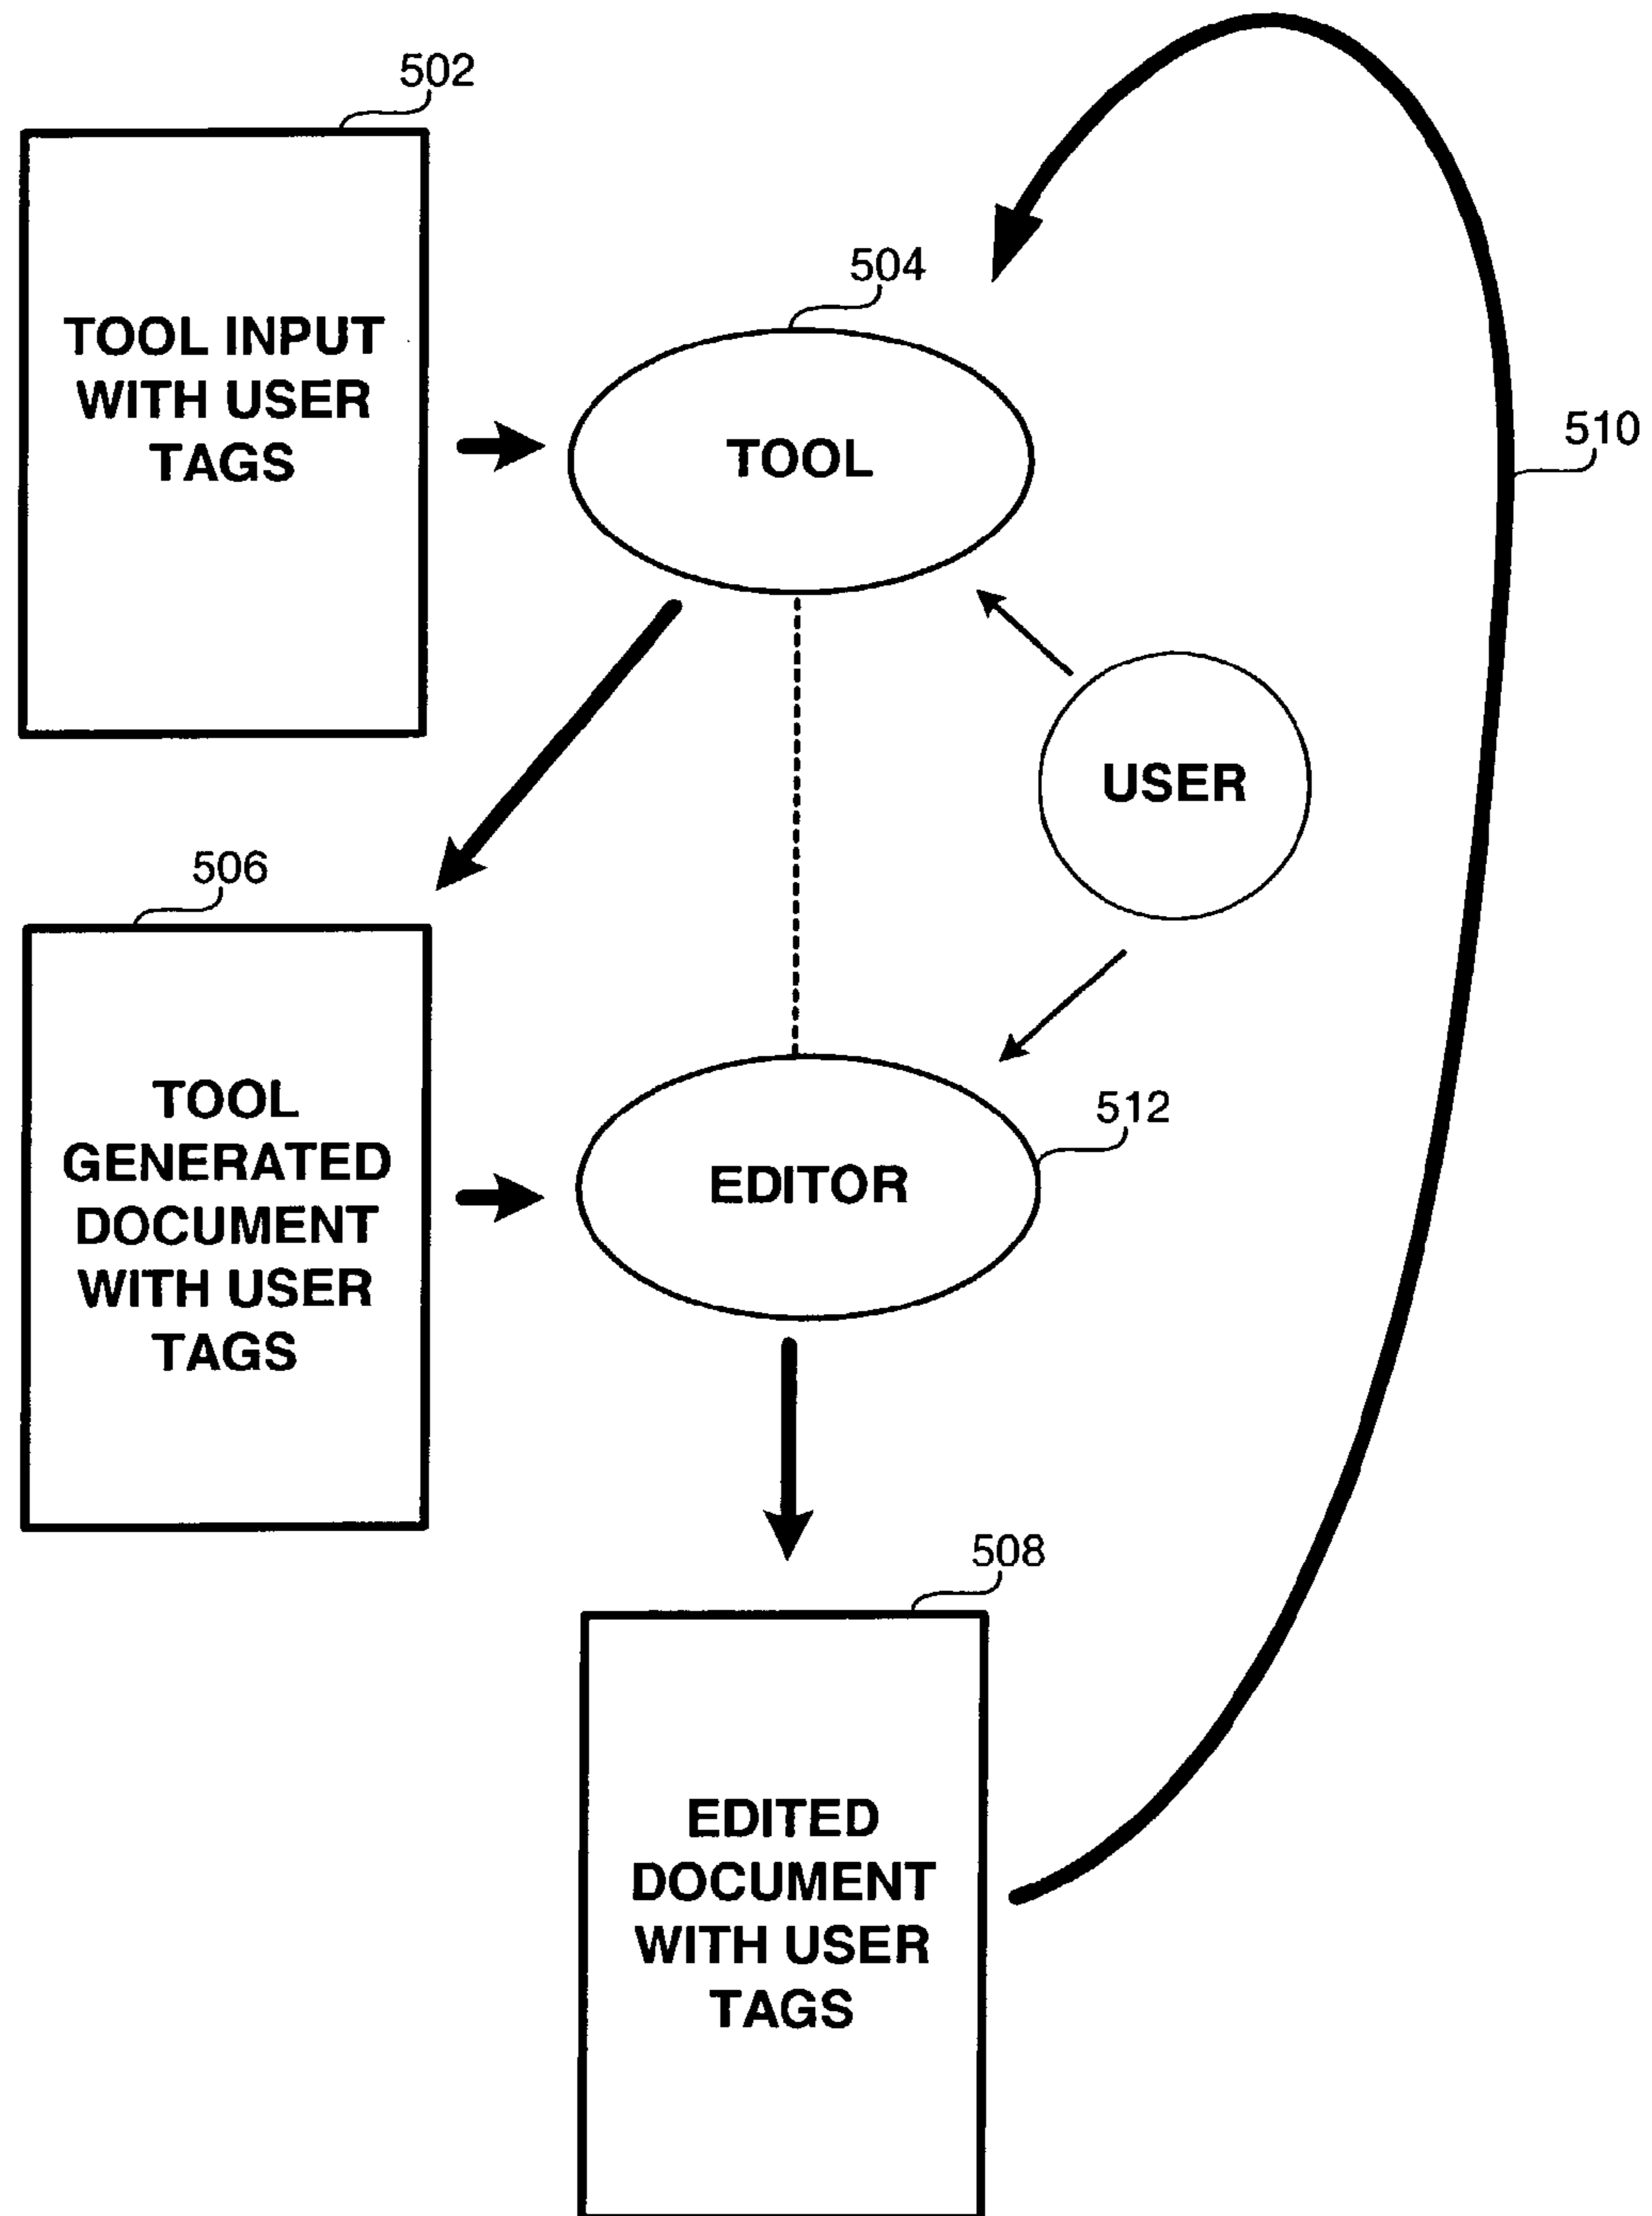 502
TOOL INPUT
WITH USER
TAGS
504
TOOL
510
USER
506
TOOL
GENERATED
DOCUMENT
WITH USER
TAGS
512
EDITOR
508
EDITED
DOCUMENT
WITH USER
TAGS